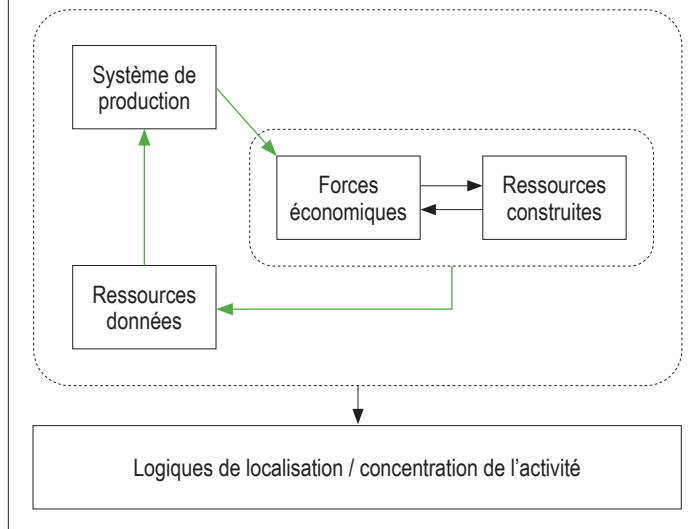 Système de
production
Forces
économiques
Ressources
construites
Ressources
données
Logiques de localisation / concentration de l’activité